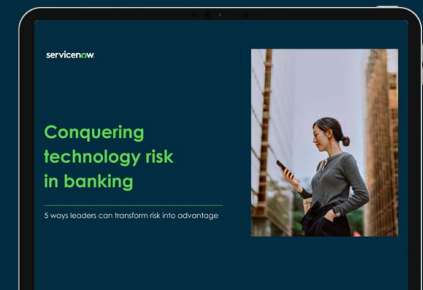 servicenow
Conquering
technology risk
in banking
5 ways leaders can transform risk into advantage